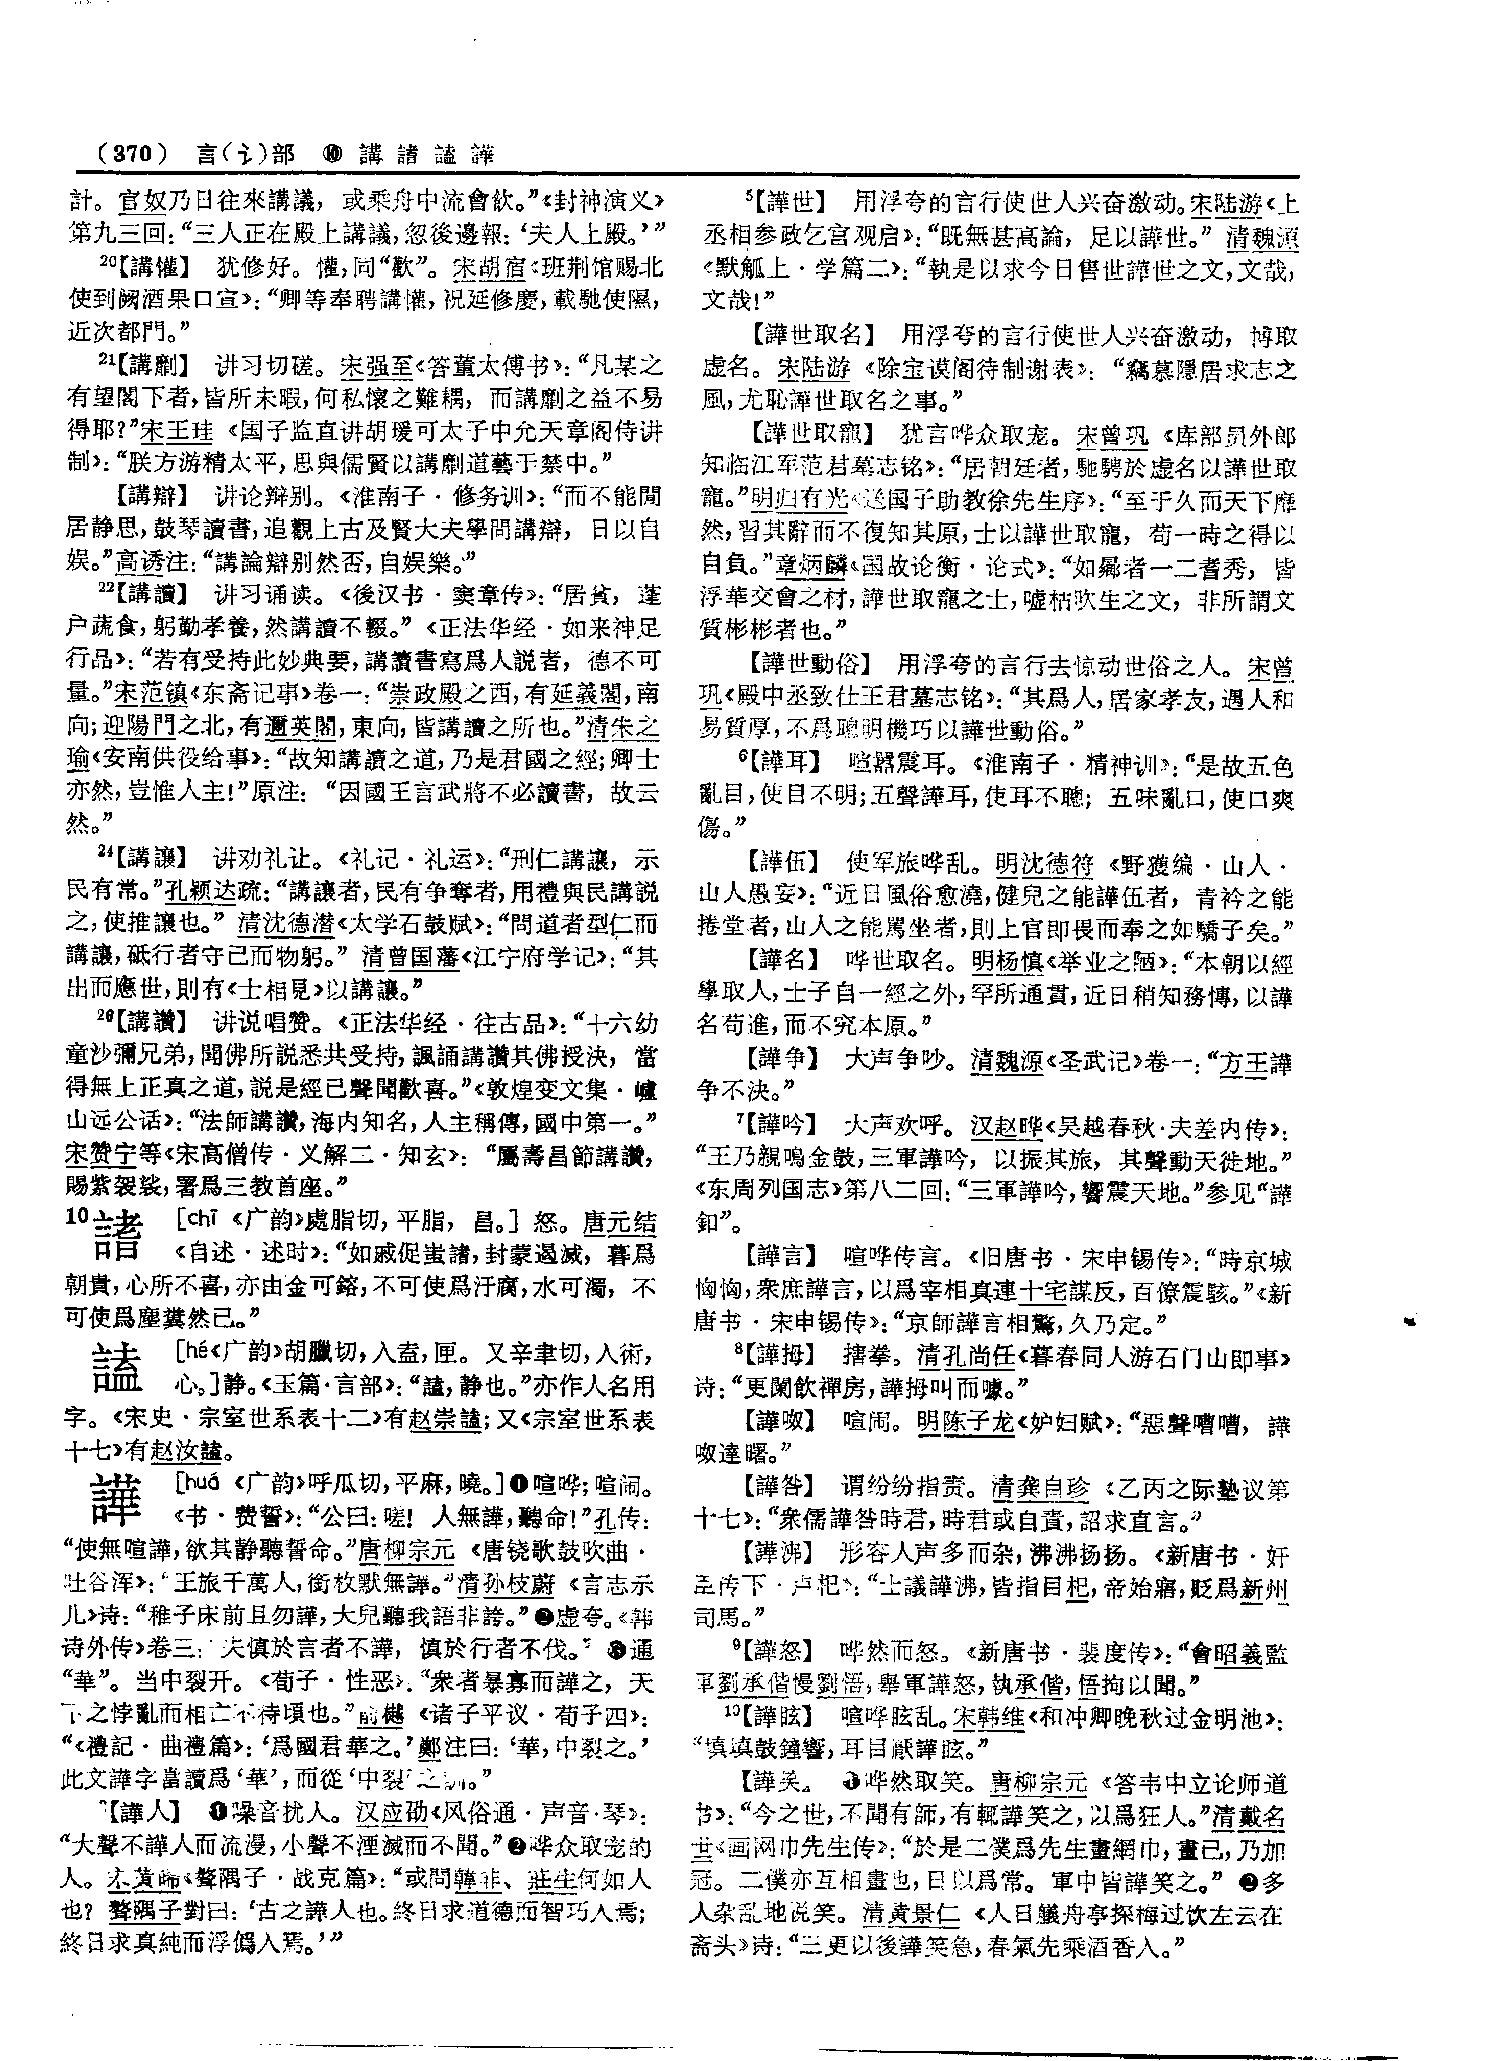 (370) 言(讠)部 ❿ 講 諸 謐 譁
計。官奴乃日往來講議，或乘舟中流會飲。”《封神演义》
第九三回：“三人正在殿上講議，忽後邊報：‘夫人上殿。’”
²⁰【講懽】 犹修好。懽，同“歡”。宋胡宿《班荆馆赐北
使到阙酒果口宣》：“卿等奉聘講懽，祝延修慶，載馳使隰，
近次都門。”
²¹【講劘】 讲习切磋。宋强至《答董太傅书》：“凡某之
有望閣下者，皆所未暇，何私懷之難耦，而講劘之益不易
得耶？”宋王珪《国子监直讲胡瑗可太子中允天章阁侍讲
制》：“朕方游精太平，思與儒賢以講劘道藝于禁中。”
【講辯】 讲论辩别。《淮南子·修务训》：“而不能閒
居静思，鼓琴讀書，追觀上古及賢大夫學問講辯，日以自
娱。”高诱注：“講論辯别然否，自娱樂。”
²²【講讀】 讲习诵读。《後汉书·窦章传》：“居貧，蓬
户蔬食，躬勤孝養，然講讀不輟。”《正法华经·如来神足
行品》：“若有受持此妙典要，講讀書寫爲人説者，德不可
量。”宋范镇《东斋记事》卷一：“崇政殿之西，有延義閣，南
向；迎陽門之北，有邇英閣，東向，皆講讀之所也。”清朱之
瑜《安南供役给事》：“故知講讀之道，乃是君國之經；卿士
亦然，豈惟人主！”原注：“因國王言武將不必讀書，故云
然。”
²⁴【講讓】 讲劝礼让。《礼记·礼运》：“刑仁講讓，示
民有常。”孔颖达疏：“講讓者，民有争奪者，用禮與民講説
之，使推讓也。”清沈德潜《太学石鼓赋》：“問道者型仁而
講讓，砥行者守己而物躬。”清曾国藩《江宁府学记》：“其
出而應世，則有《士相見》以講讓。”
²⁶【講讚】 讲说唱赞。《正法华经·往古品》：“十六幼
童沙彌兄弟，聞佛所説悉共受持，諷誦講讚其佛授決，當
得無上正真之道，説是經已聲聞歡喜。”《敦煌变文集·廬
山远公话》：“法師講讚，海内知名，人主稱傳，國中第一。”
宋赞宁等《宋高僧传·义解二·知玄》：“屬壽昌節講讚，
賜紫袈裟，署爲三教首座。”
10 [chī 《广韵》處脂切，平脂，昌。] 怒。唐元结
《自述·述时》：“如戚促蚩諸，封蒙遏滅，暮爲
朝貴，心所不喜，亦由金可鎔，不可使爲汙腐，水可濁，不
可使爲塵糞然已。”
[hé《广韵》胡臘切，入盍，匣。又辛聿切，入術，
心。]静。《玉篇·言部》：“謐，静也。”亦作人名用
字。《宋史·宗室世系表十二》有赵崇謐；又《宗室世系表
十七》有赵汝謐。
譁 [huá 《广韵》呼瓜切，平麻，曉。]❶喧哗；喧闹。
《书·费誓》：“公曰：嗟！人無譁，聽命！”孔传：
“使無喧譁，欲其静聽誓命。”唐柳宗元《唐铙歌鼓吹曲·
吐谷浑》：“王旅千萬人，銜枚默無譁。”清孙枝蔚《言志示
儿》诗：“稚子床前且勿譁，大兒聽我語非誇。”❷虚夸。《韩
诗外传》卷三：“夫慎於言者不譁，慎於行者不伐。”❸通
“華”。当中裂开。《荀子·性恶》：“衆者暴寡而譁之，天
下之悖亂而相亡不待頃也。”俞樾《诸子平议·荀子四》：
“《禮記·曲禮篇》：‘爲國君華之。’鄭注曰：‘華，中裂之。’
此文譁字當讀爲‘華’，而從‘中裂’之訓。”
²【譁人】 ❶噪音扰人。汉应劭《风俗通·声音·琴》：
“大聲不譁人而流漫，小聲不湮滅而不聞。”❷哗众取宠的
人。宋黄晞《聱隅子·战克篇》：“或問韓非、莊生何如人
也？聱隅子對曰：‘古之譁人也。終日求道德而智巧入焉；
終日求真純而浮僞入焉。’”
⁵【譁世】 用浮夸的言行使世人兴奋激动。宋陆游《上
丞相参政乞宫观启》：“既無甚高論，足以譁世。”清魏源
《默觚上·学篇二》：“執是以求今日售世譁世之文，文哉，
文哉！”
【譁世取名】 用浮夸的言行使世人兴奋激动，博取
虚名。宋陆游《除宝谟阁待制谢表》：“竊慕隱居求志之
風，尤恥譁世取名之事。”
【譁世取寵】 犹言哗众取宠。宋曾巩《库部员外郎
知临江军范君墓志铭》：“居朝廷者，馳騁於虚名以譁世取
寵。”明归有光《送国子助教徐先生序》：“至于久而天下靡
然，習其辭而不復知其原，士以譁世取寵，苟一時之得以
自負。”章炳麟《国故论衡·论式》：“如曏者一二耆秀，皆
浮華交會之材，譁世取寵之士，嘘枯吹生之文，非所謂文
質彬彬者也。”
【譁世動俗】 用浮夸的言行去惊动世俗之人。宋曾
巩《殿中丞致仕王君墓志铭》：“其爲人，居家孝友，遇人和
易質厚，不爲聰明機巧以譁世動俗。”
⁶【譁耳】 喧嚣震耳。《淮南子·精神训》：“是故五色
亂目，使目不明；五聲譁耳，使耳不聰；五味亂口，使口爽
傷。”
【譁伍】 使军旅哗乱。明沈德符《野獲编·山人·
山人愚妄》：“近日風俗愈澆，健兒之能譁伍者，青衿之能
捲堂者，山人之能罵坐者，則上官即畏而奉之如驕子矣。”
【譁名】 哗世取名。明杨慎《举业之陋》：“本朝以經
學取人，士子自一經之外，罕所通貫，近日稍知務博，以譁
名苟進，而不究本原。”
【譁争】 大声争吵。清魏源《圣武记》卷一：“方王譁
争不決。”
⁷【譁吟】 大声欢呼。汉赵晔《吴越春秋·夫差内传》：
“王乃親鳴金鼓，三軍譁吟，以振其旅，其聲動天徙地。”
《东周列国志》第八二回：“三軍譁吟，響震天地。”参见“譁
釦”。
【譁言】 喧哗传言。《旧唐书·宋申锡传》：“時京城
恟恟，衆庶譁言，以爲宰相真連十宅謀反，百僚震駭。”《新
唐书·宋申锡传》：“京師譁言相驚，久乃定。”
⁸【譁拇】 搳拳。清孔尚任《暮春同人游石门山即事》
诗：“更闌飲禪房，譁拇叫而噱。”
【譁呶】 喧闹。明陈子龙《妒妇赋》：“惡聲嘈嘈，譁
呶達曙。”
【譁咎】 谓纷纷指责。清龚自珍《乙丙之际塾议第
十七》：“衆儒譁咎時君，時君或自責，詔求直言。”
【譁沸】 形容人声多而杂，沸沸扬扬。《新唐书·奸
臣传下·卢杞》：“士議譁沸，皆指目杞，帝始寤，貶爲新州
司馬。”
⁹【譁怒】 哗然而怒。《新唐书·裴度传》：“會昭義監
軍劉承偕慢劉悟，舉軍譁怒，執承偕，悟拘以聞。”
¹⁰【譁眩】 喧哗眩乱。宋韩维《和冲卿晚秋过金明池》：
“填填鼓鐘響，耳目厭譁眩。”
【譁笑】 ❶哗然取笑。唐柳宗元《答韦中立论师道
书》：“今之世，不聞有師，有輒譁笑之，以爲狂人。”清戴名
世《画网巾先生传》：“於是二僕爲先生畫網巾，畫已，乃加
冠。二僕亦互相畫也，日以爲常。軍中皆譁笑之。”❷多
人杂乱地说笑。清黄景仁《人日艤舟亭探梅过饮左云在
斋头》诗：“三更以後譁笑急，春氣先乘酒香入。”